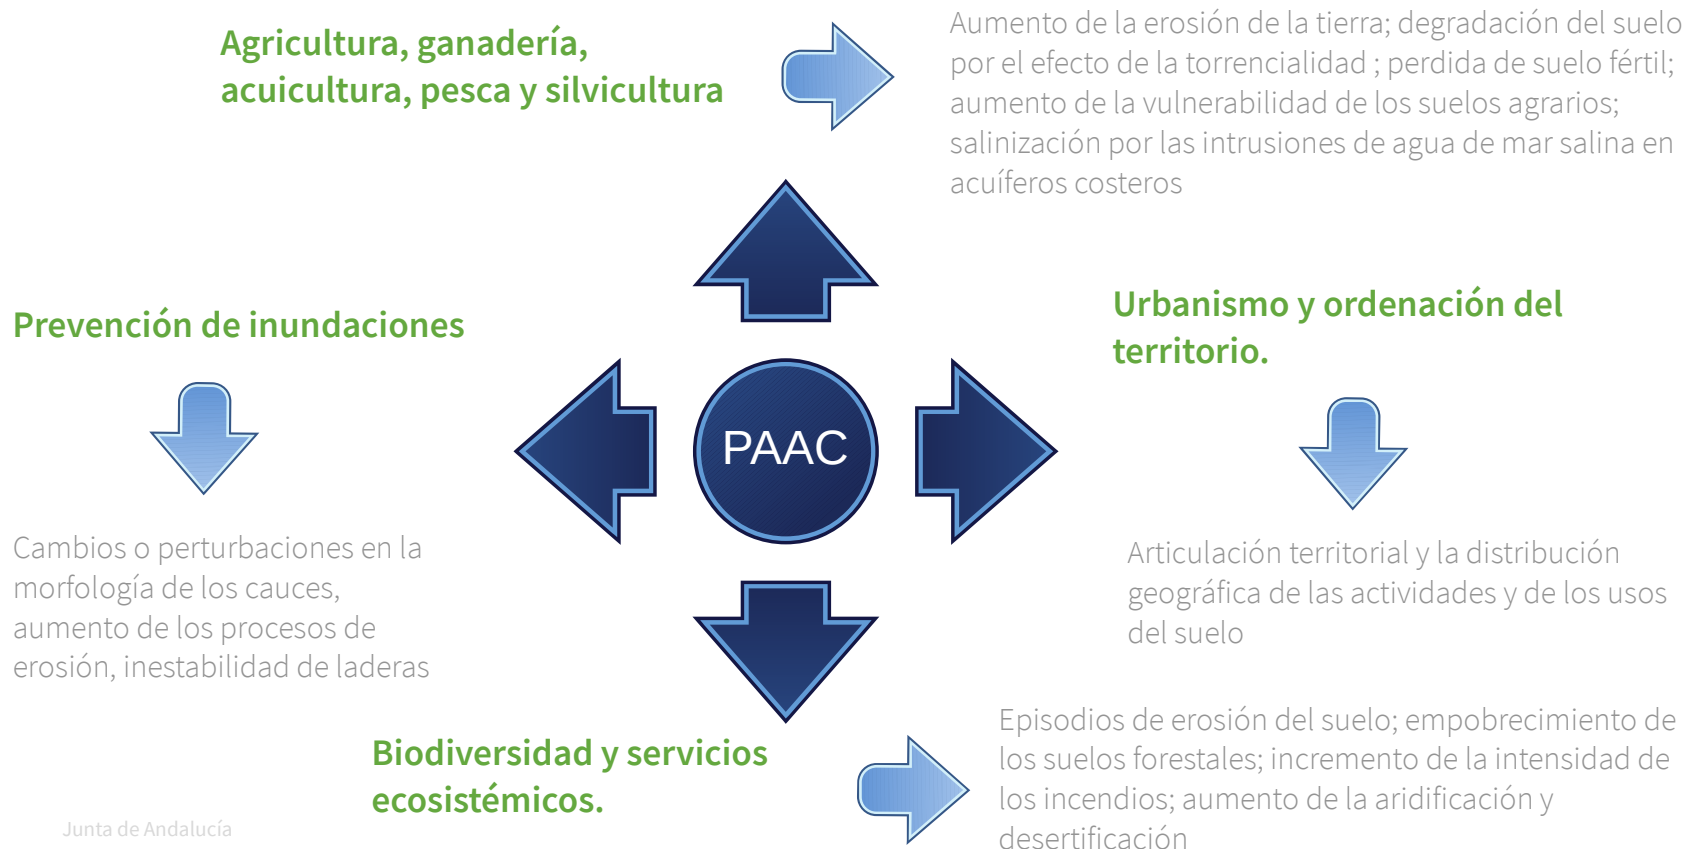 Agricultura, ganadería,
acuicultura, pesca y silvicultura
Aumento de la erosión de la tierra; degradación del suelo
por el efecto de la torrencialidad ; perdida de suelo fértil;
aumento de la vulnerabilidad de los suelos agrarios;
salinización por las intrusiones de agua de mar salina en
acuíferos costeros
Prevención de inundaciones
Urbanismo y ordenación del
territorio.
PAAC
Cambios o perturbaciones en la
morfología de los cauces,
aumento de los procesos de
erosión, inestabilidad de laderas
Articulación territorial y la distribución
geográfica de las actividades y de los usos
del suelo
Biodiversidad y servicios
ecosistémicos.
Episodios de erosión del suelo; empobrecimiento de
los suelos forestales; incremento de la intensidad de
los incendios; aumento de la aridificación y
desertificación
Junta de Andalucía